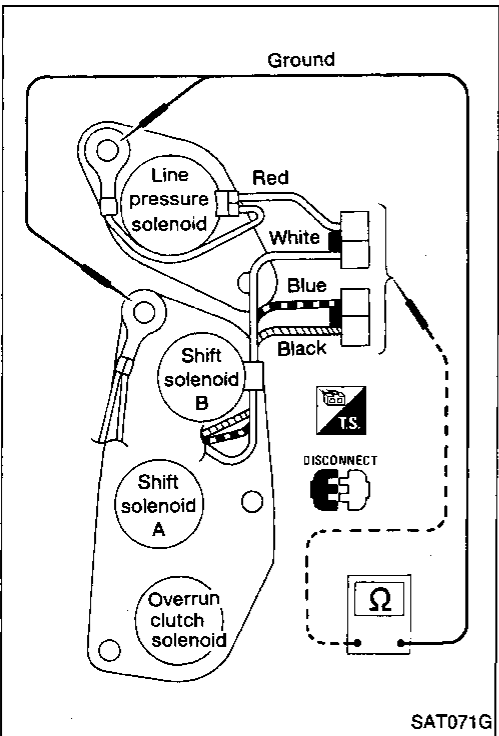 Ground
Line
pressure
solenoid
Red
White
Blue
Black
Shift
solenoid
B
T.S.
DISCONNECT
Shift
solenoid
A
Ω
Overrun
clutch
solenoid
SAT071G